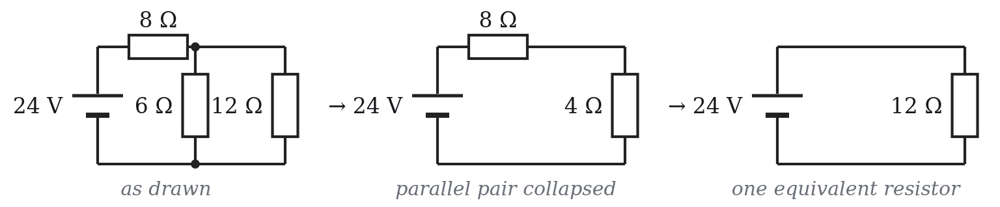 8 Ω
24 V
6 Ω
12 Ω
as drawn
→ 24 V
8 Ω
4 Ω
parallel pair collapsed
→ 24 V
12 Ω
one equivalent resistor